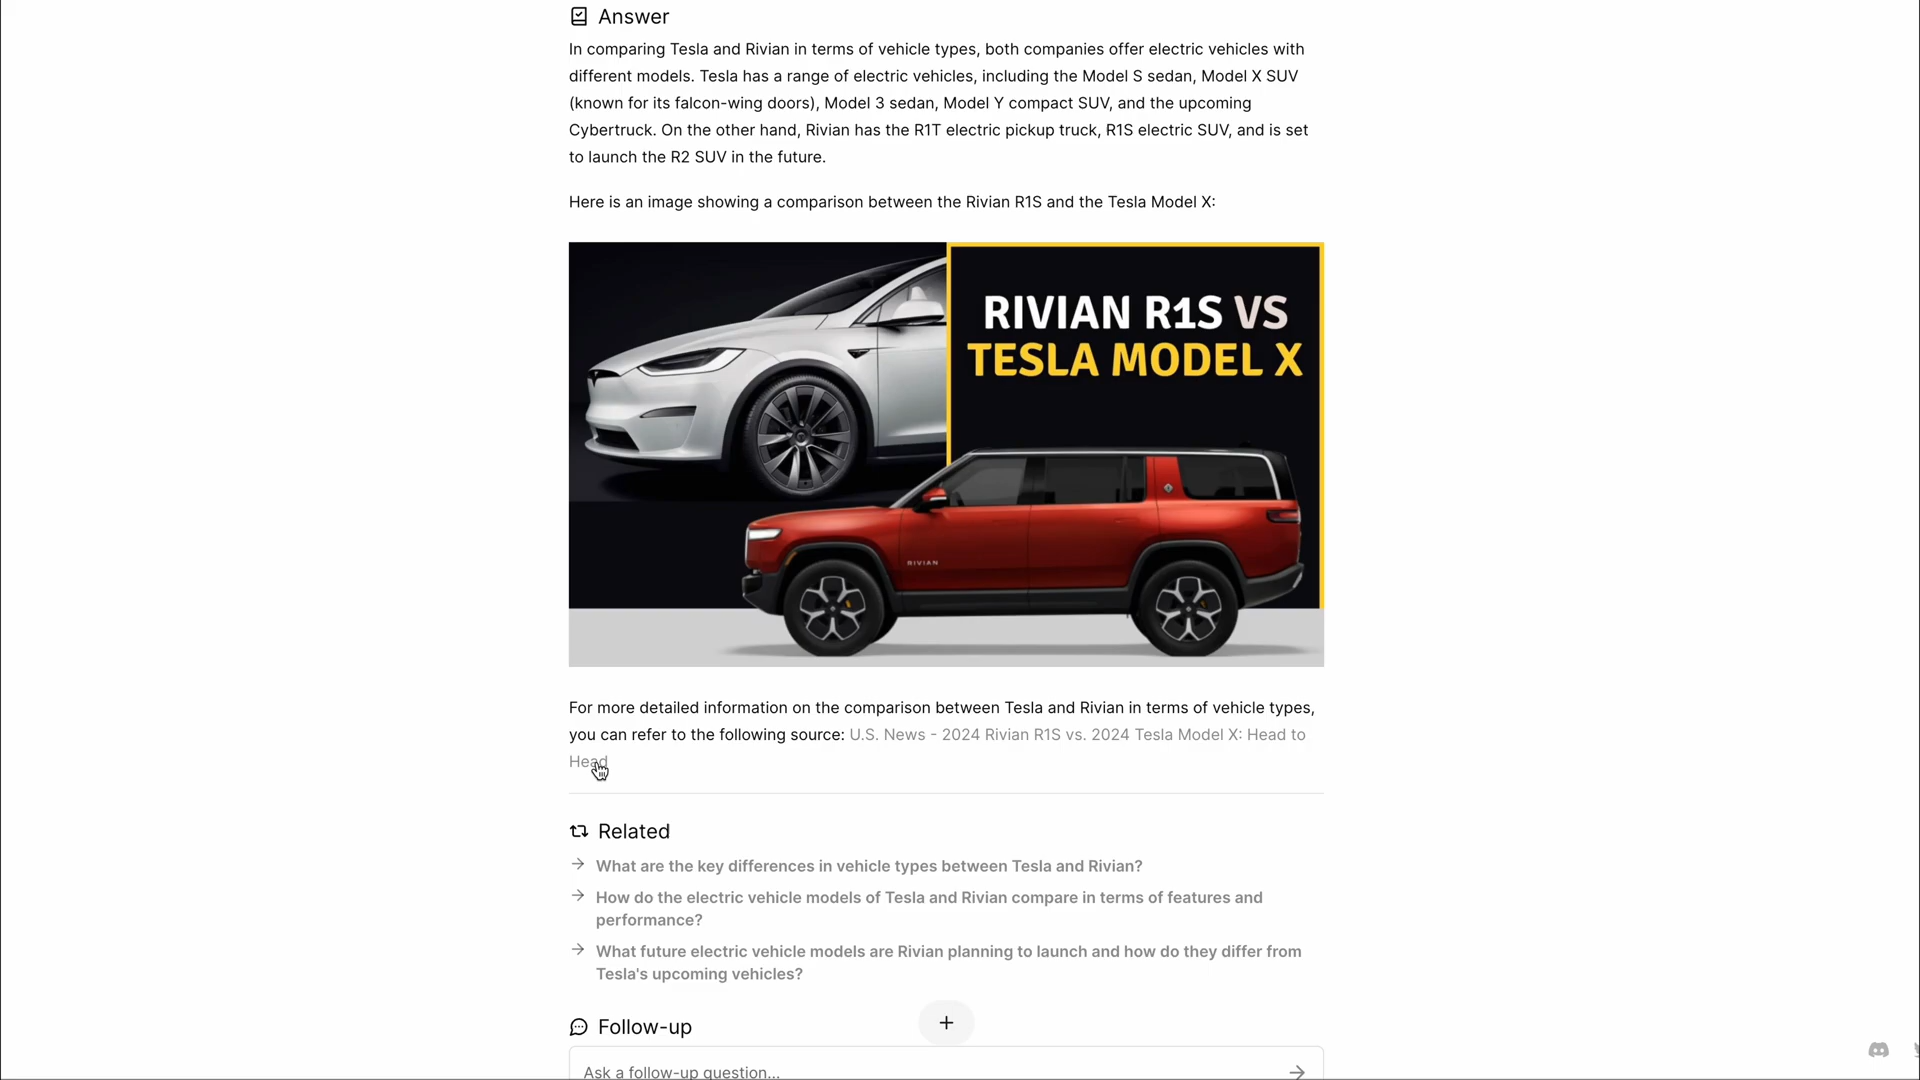 Answer
In comparing Tesla and Rivian in terms of vehicle types, both companies offer electric vehicles with
different models. Tesla has a range of electric vehicles, including the Model S sedan, Model X SUV
(known for its falcon-wing doors), Model 3 sedan, Model Y compact SUV, and the upcoming
Cybertruck. On the other hand, Rivian has the R1T electric pickup truck, R1S electric SUV, and is set
to launch the R2 SUV in the future.
Here is an image showing a comparison between the Rivian R1S and the Tesla Model X:
RIVIAN R1S VS
TESLA MODEL X
RIVIAN
For more detailed information on the comparison between Tesla and Rivian in terms of vehicle types,
you can refer to the following source: U.S. News - 2024 Rivian R1S vs. 2024 Tesla Model X: Head to
Head
Related
What are the key differences in vehicle types between Tesla and Rivian?
How do the electric vehicle models of Tesla and Rivian compare in terms of features and
performance?
What future electric vehicle models are Rivian planning to launch and how do they differ from
Tesla's upcoming vehicles?
Follow-up
Ask a follow-up question...